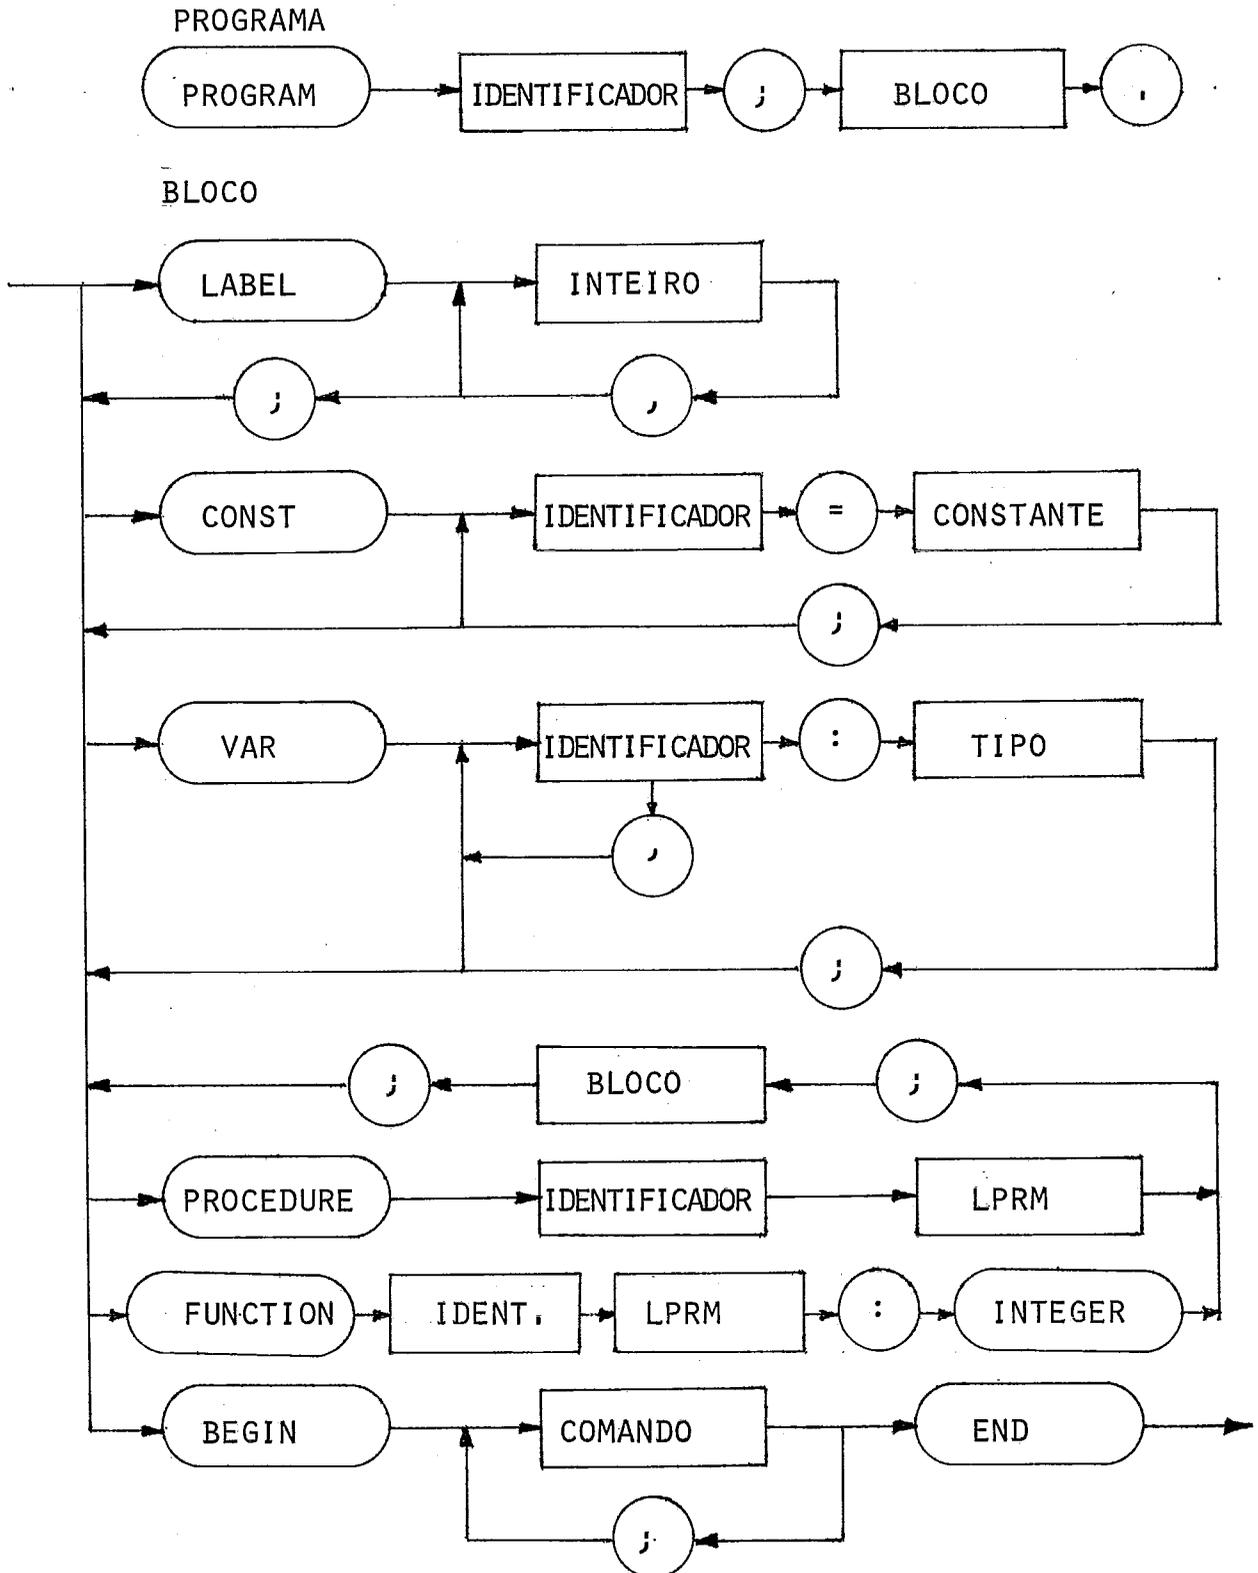 PROGRAMA
PROGRAM IDENTIFICADOR ; BLOCO .
BLOCO
LABEL INTEIRO
; ,
CONST IDENTIFICADOR = CONSTANTE
;
VAR IDENTIFICADOR : TIPO
,
;
; BLOCO ;
PROCEDURE IDENTIFICADOR LPRM
FUNCTION IDENT. LPRM : INTEGER
BEGIN COMANDO END
;